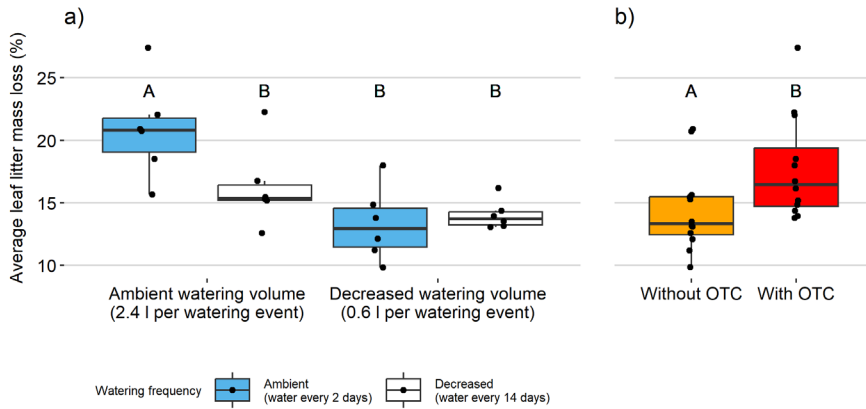 a)
Average leaf litter mass loss (%)
25
20
15
10
A
B
B
B
Ambient watering volume
(2.4 l per watering event)
Decreased watering volume
(0.6 l per watering event)
b)
A
B
Without OTC
With OTC
Watering frequency
Ambient
(water every 2 days)
Decreased
(water every 14 days)